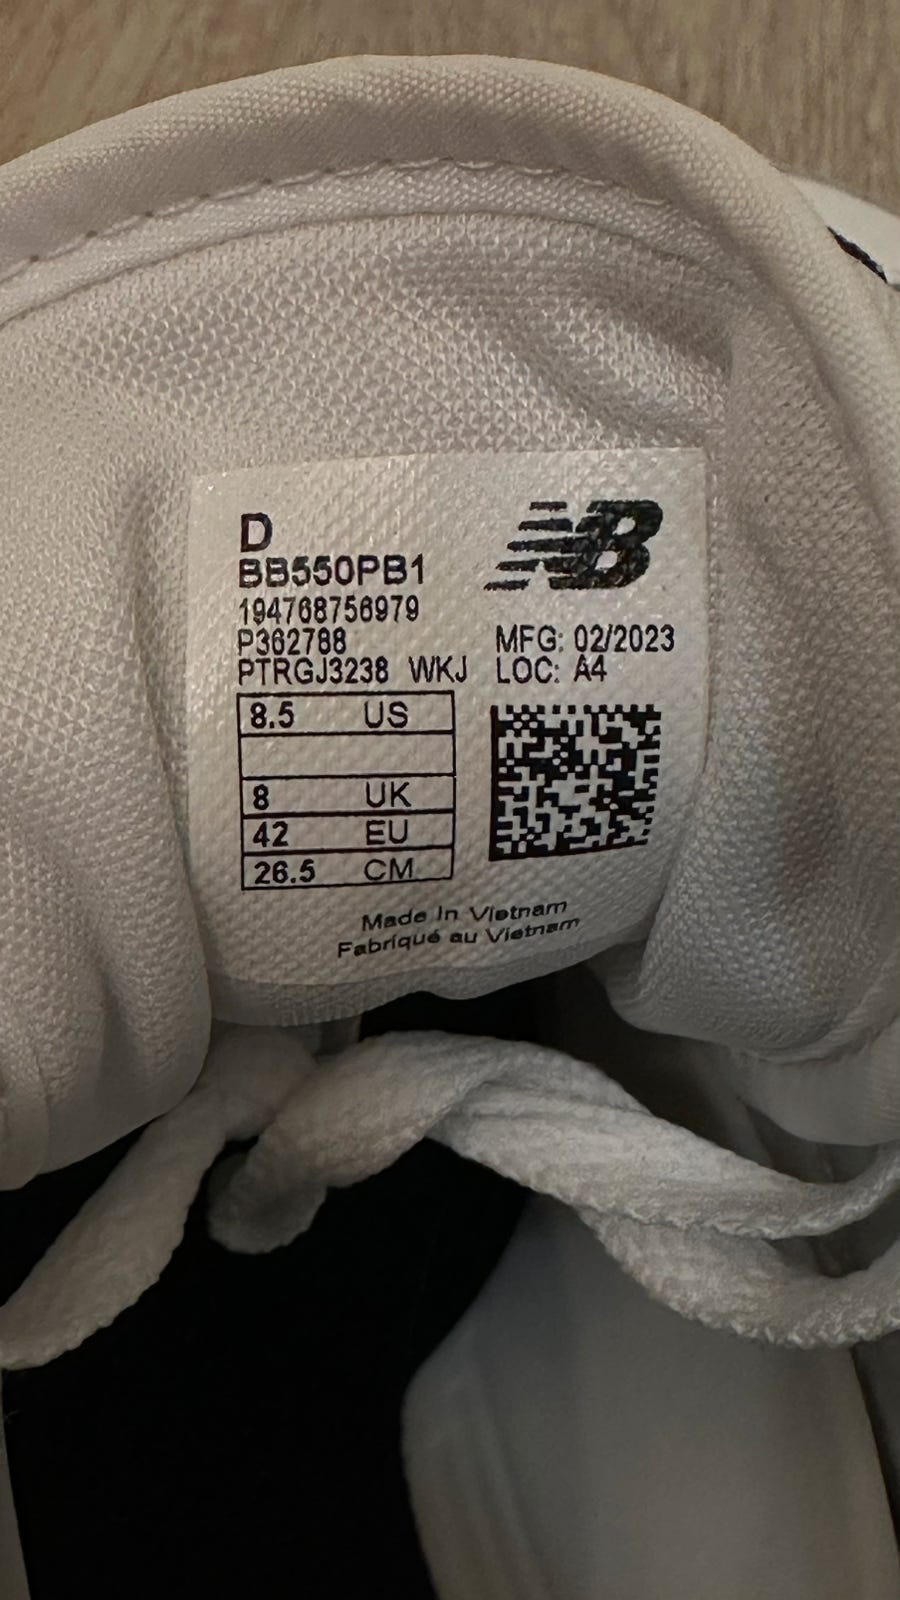 D
BB550PB1
194768756979
P362788
PTRGJ3238 WKJ
NB
MFG: 02/2023
LOC: A4
8.5 US
8 UK
42 EU
26.5 CM
Made In Vietnam
Fabriqué au Vietnam